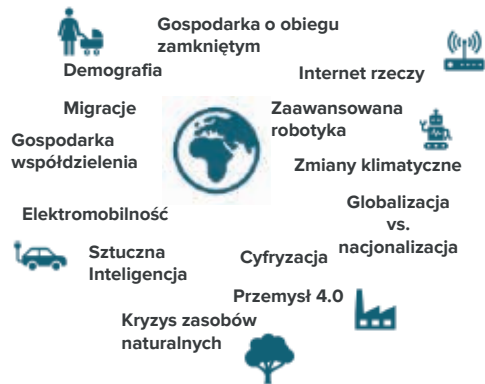 Gospodarka o obiegu
zamkniętym
Demografia
Internet rzeczy
Migracje
Zaawansowana
robotyka
Gospodarka
współdzielenia
Zmiany klimatyczne
Globalizacja
vs.
nacjonalizacja
Elektromobilność
Sztuczna
Inteligencja
Cyfryzacja
Przemysł 4.0
Kryzys zasobów
naturalnych